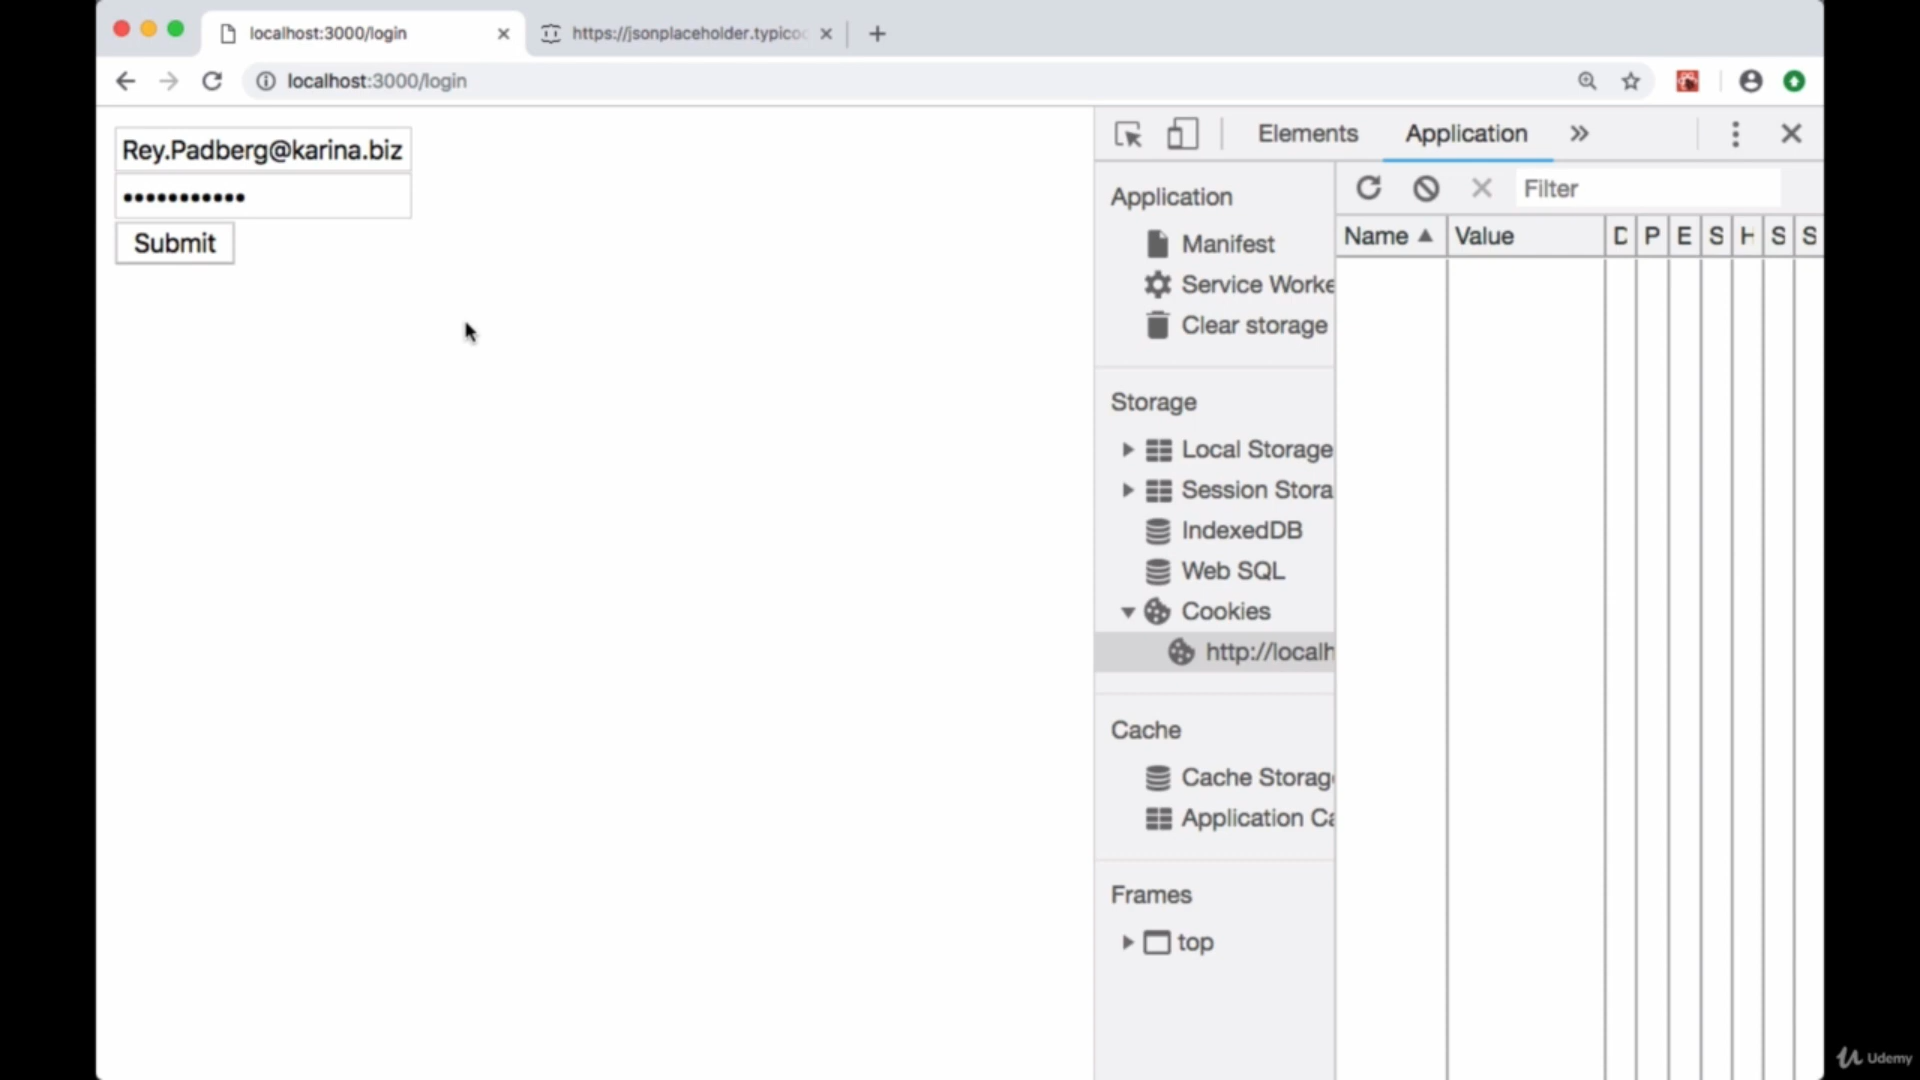 localhost:3000/login
https://jsonplaceholder.typicoc
localhost:3000/login
Rey.Padberg@karina.biz
•••••••••••
Submit
Elements
Application
Application
Manifest
Service Worke
Clear storage
Storage
Local Storage
Session Stora
IndexedDB
Web SQL
Cookies
http://localh
Cache
Cache Storag
Application Ca
Frames
top
Filter
Name
Value
D P E S H S S
Udemy